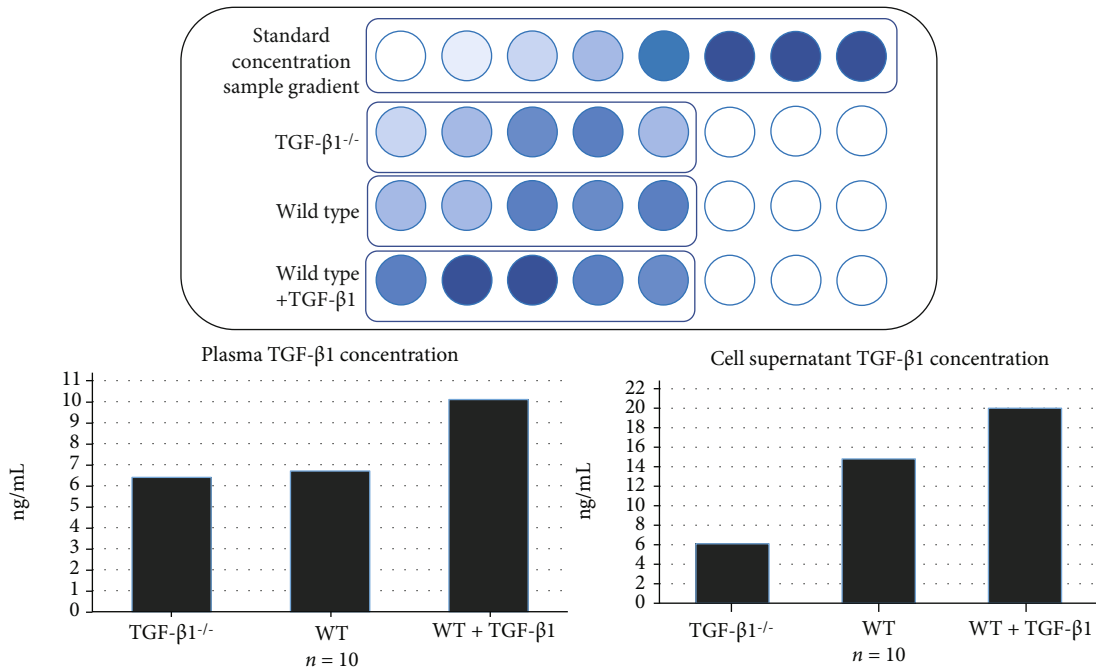 Standard
concentration
sample gradient
TGF-β1-/-
Wild type
Wild type
+TGF-β1
Plasma TGF-β1 concentration
ng/mL
11
10
9
8
7
6
5
4
3
2
1
0
TGF-β1-/-
WT
WT + TGF-β1
n = 10
Cell supernatant TGF-β1 concentration
ng/mL
22
20
18
16
14
12
10
8
6
4
2
0
TGF-β1-/-
WT
WT + TGF-β1
n = 10